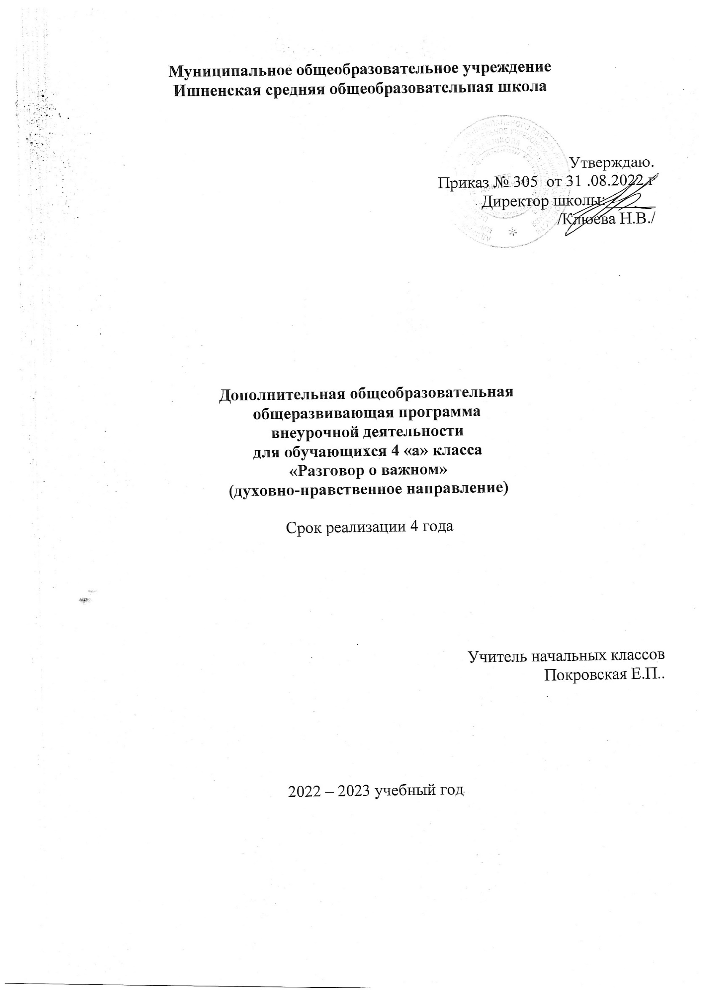 Муниципальное общеобразовательное учреждение
Ишненская средняя общеобразовательная школа
Утверждаю.
Приказ № 305 от 31 .08.2022 г
Директор школы:
/Клюева Н.В./
Дополнительная общеобразовательная
общеразвивающая программа
внеурочной деятельности
для обучающихся 4 «а» класса
«Разговор о важном»
(духовно-нравственное направление)
Срок реализации 4 года
Учитель начальных классов
Покровская Е.П..
2022 – 2023 учебный год